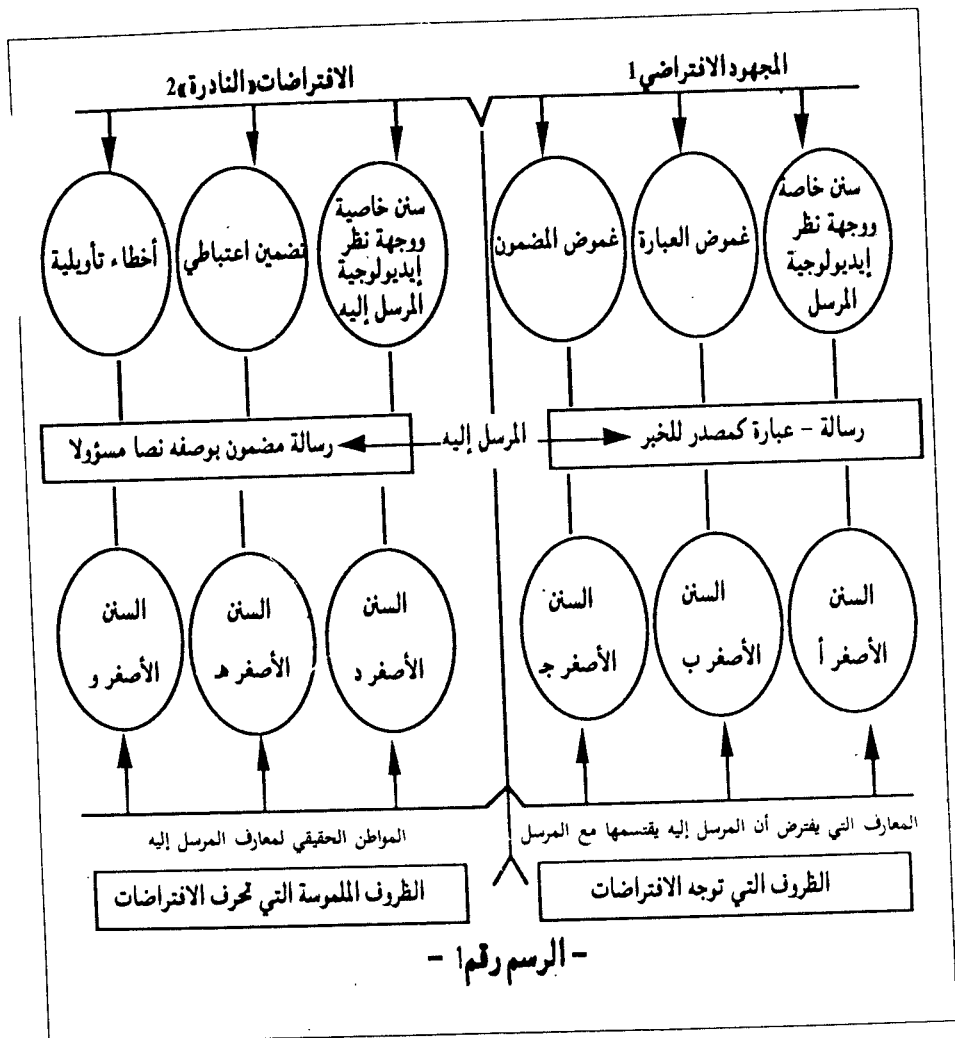 المجهود الافتراضي 1
الافتراضات «النادرة» 2
سنن خاصة
ووجهة نظر
إيديولوجية
المرسل
غموض العبارة
غموض المضمون
سنن خاصية
ووجهة نظر
إيديولوجية
المرسل إليه
تضمين اعتباطي
أخطاء تأويلية
رسالة - عبارة كمصدر للخبر
المرسل إليه
رسالة مضمون بوصفه نصا مسؤولا
السنن
الأصغر أ
السنن
الأصغر ب
السنن
الأصغر جـ
السنن
الأصغر د
السنن
الأصغر هـ
السنن
الأصغر و
المعارف التي يفترض أن المرسل إليه يقتسمها مع المرسل
المواطن الحقيقي لمعارف المرسل إليه
الظروف التي توجه الافتراضات
الظروف الملموسة التي تحرف الافتراضات
- الرسم رقم 1 -